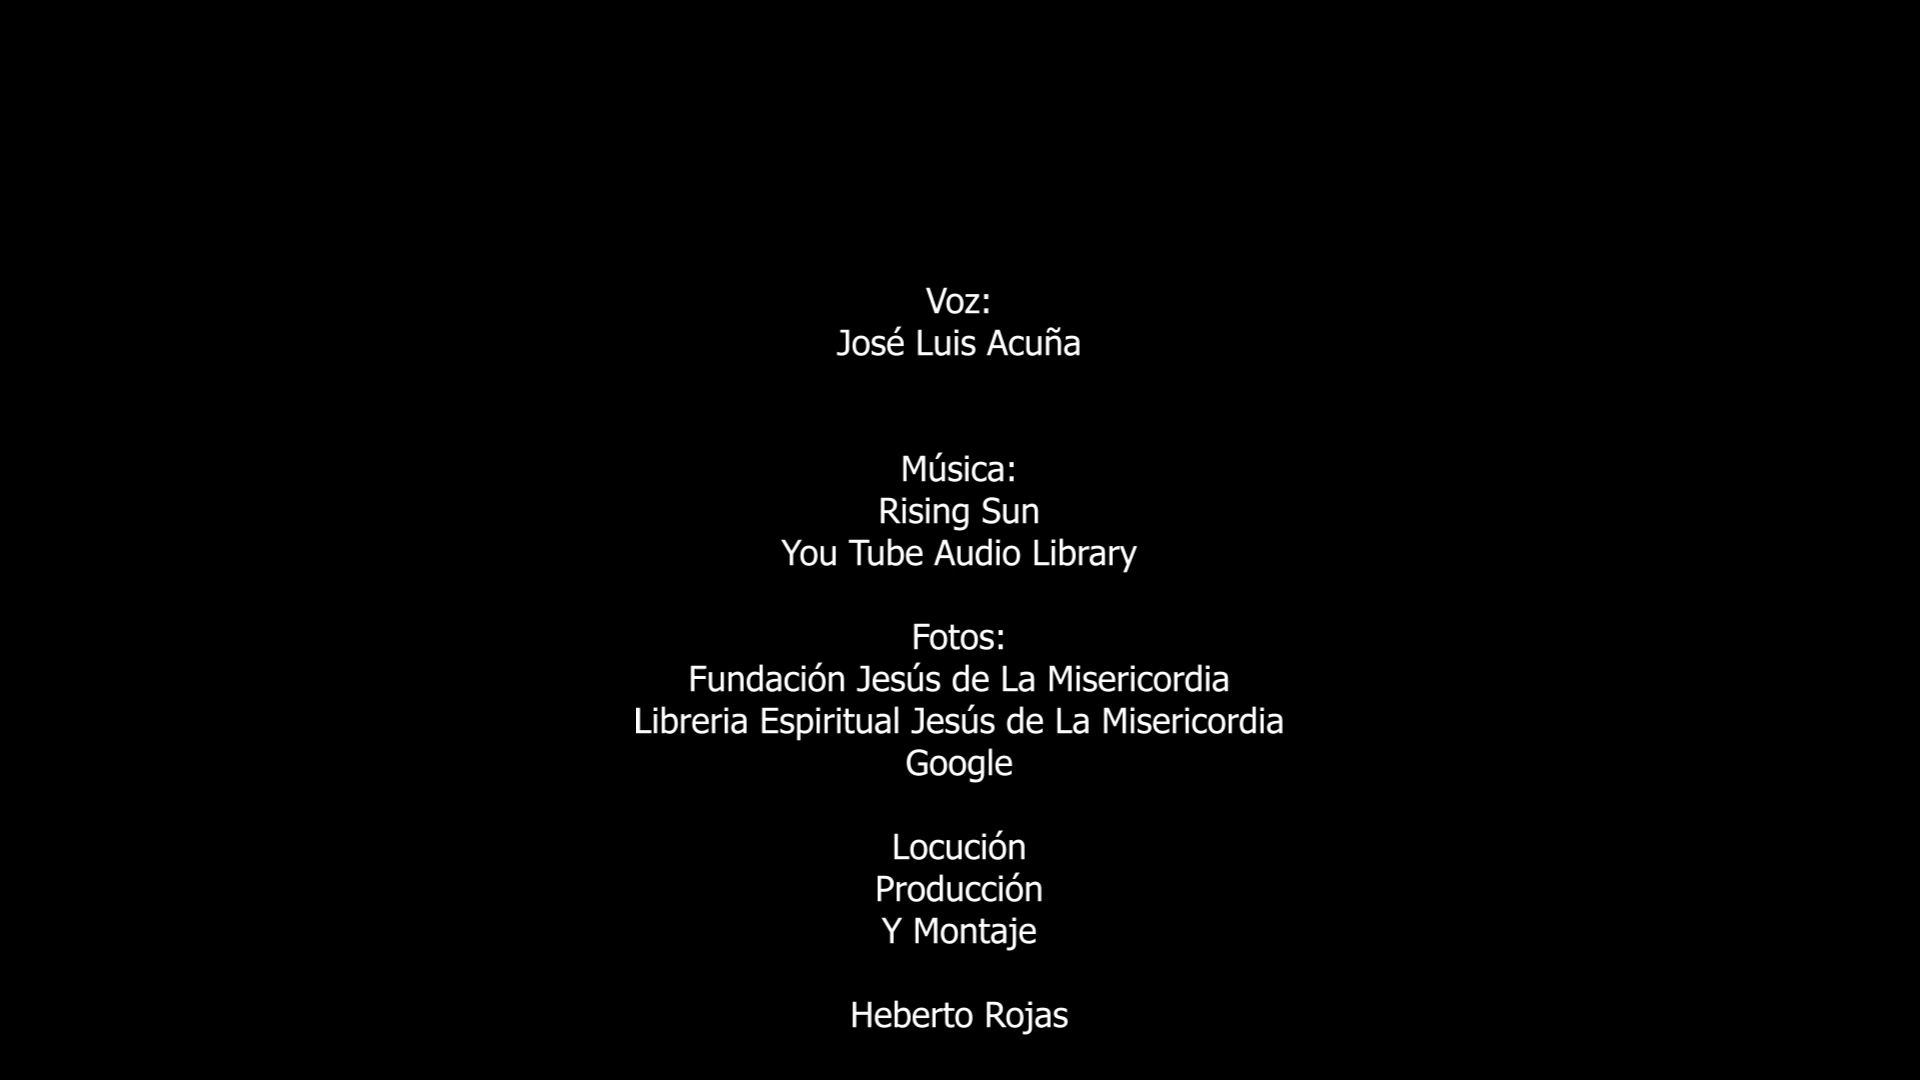 Voz:
José Luis Acuña
Música:
Rising Sun
You Tube Audio Library
Fotos:
Fundación Jesús de La Misericordia
Libreria Espiritual Jesús de La Misericordia
Google
Locución
Producción
Y Montaje
Heberto Rojas